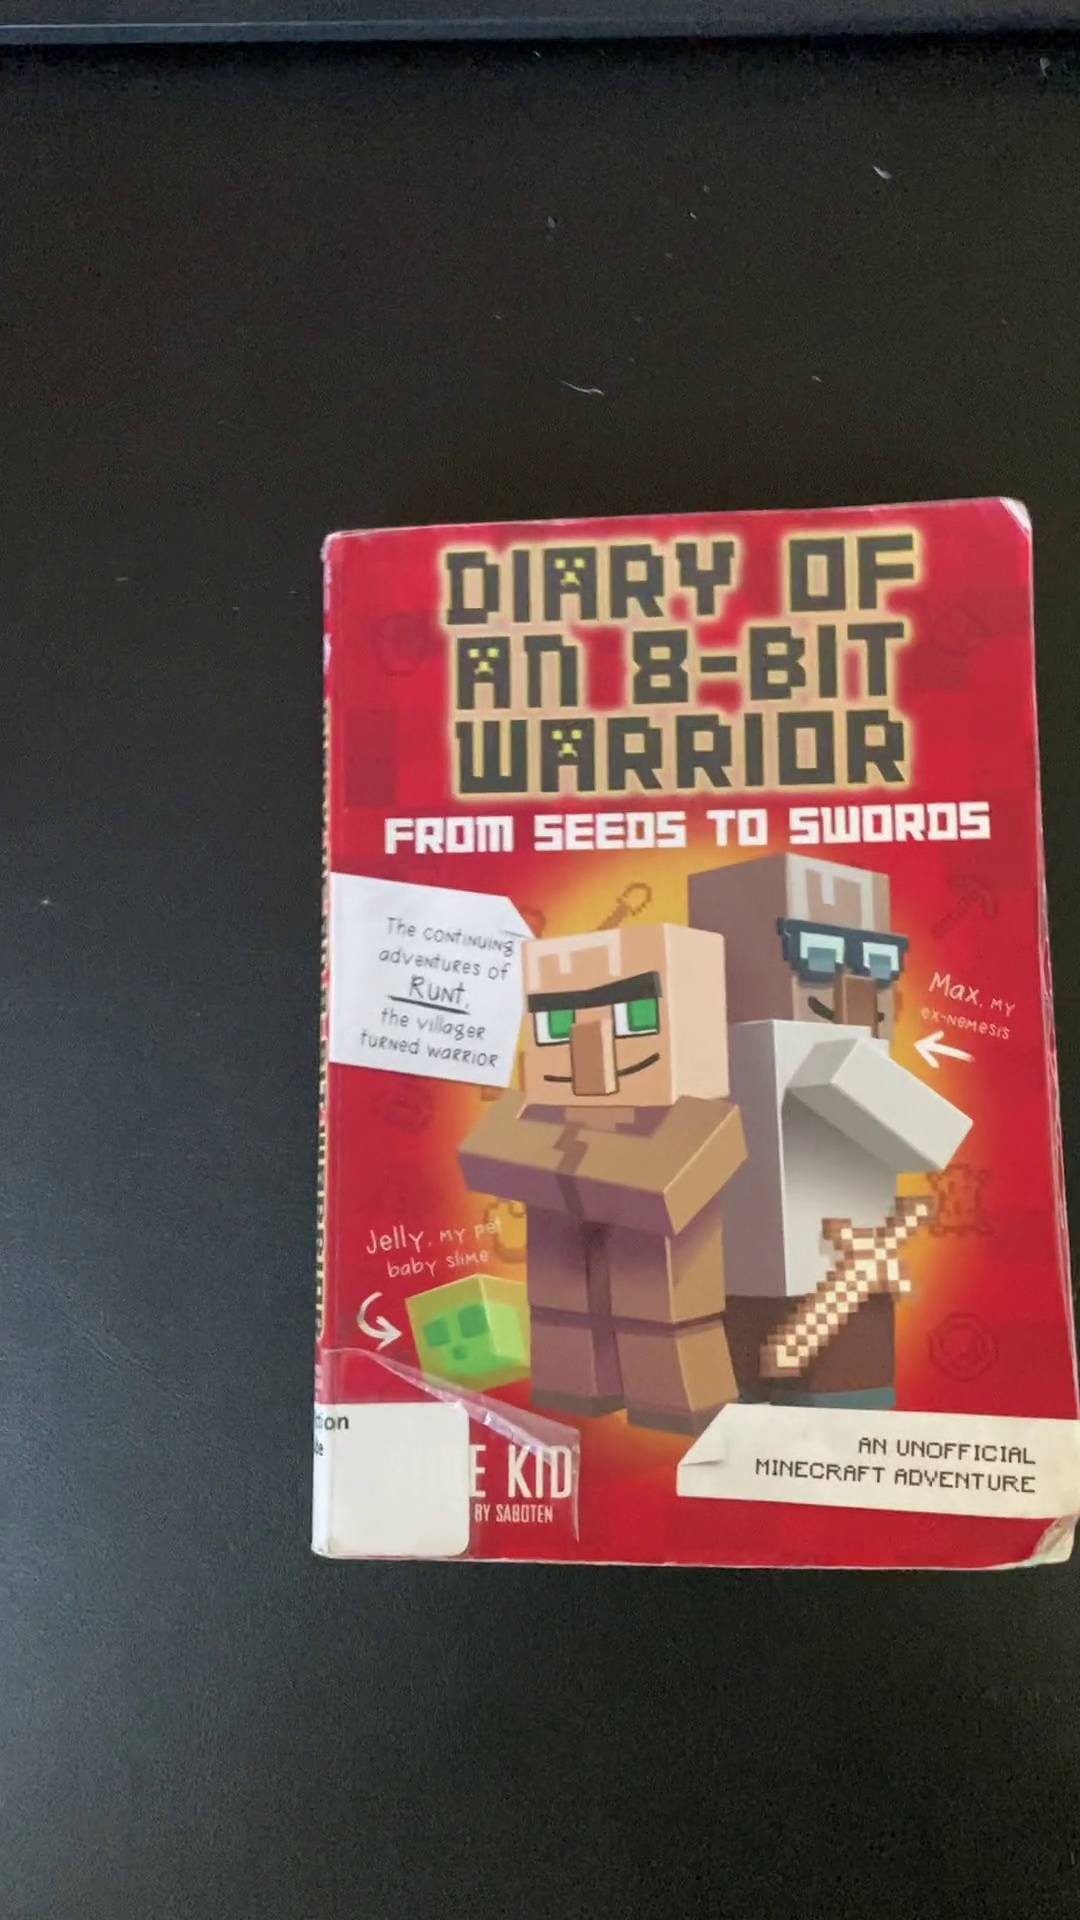 DIARY OF
AN 8-BIT
WARRIOR
FROM SEEDS TO SWORDS
The continuing
adventures of
Runt,
the villager
turned warrior
Max, my
ex-nemesis
Jelly, my pet
baby slime
KID
BY SABOTEN
AN UNOFFICIAL
MINECRAFT ADVENTURE